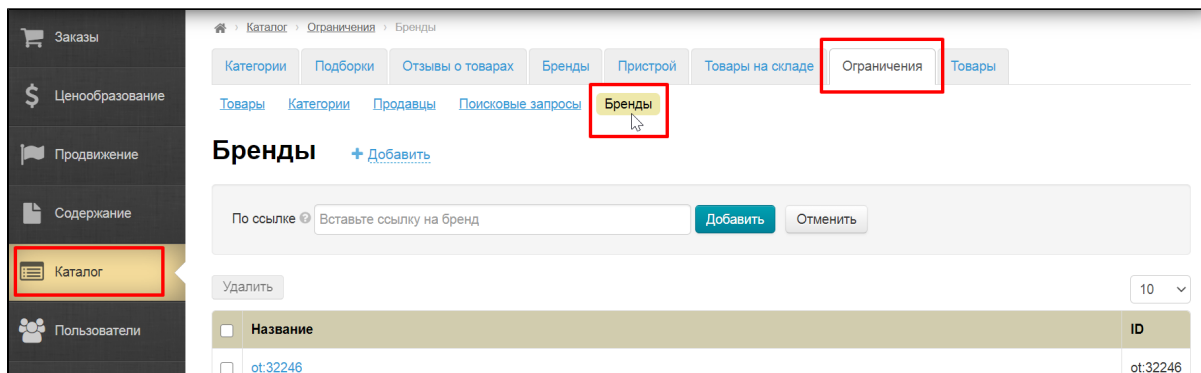 Заказы
Ценообразование
Продвижение
Содержание
Каталог
Пользователи
Каталог › Ограничения › Бренды
Категории Подборки Отзывы о товарах Бренды Пристрой Товары на складе Ограничения Товары
Товары Категории Продавцы Поисковые запросы Бренды
Бренды + Добавить
По ссылке Вставьте ссылку на бренд Добавить Отменить
Удалить 10
Название ID
ot:32246 ot:32246